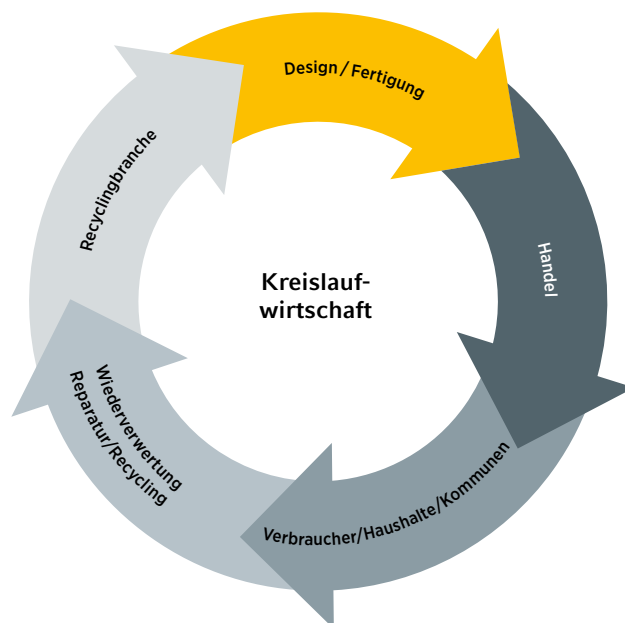 Design / Fertigung
Handel
Verbraucher/Haushalte/Kommunen
Wiederverwertung
Reparatur/Recycling
Recyclingbranche
Kreislauf-
wirtschaft